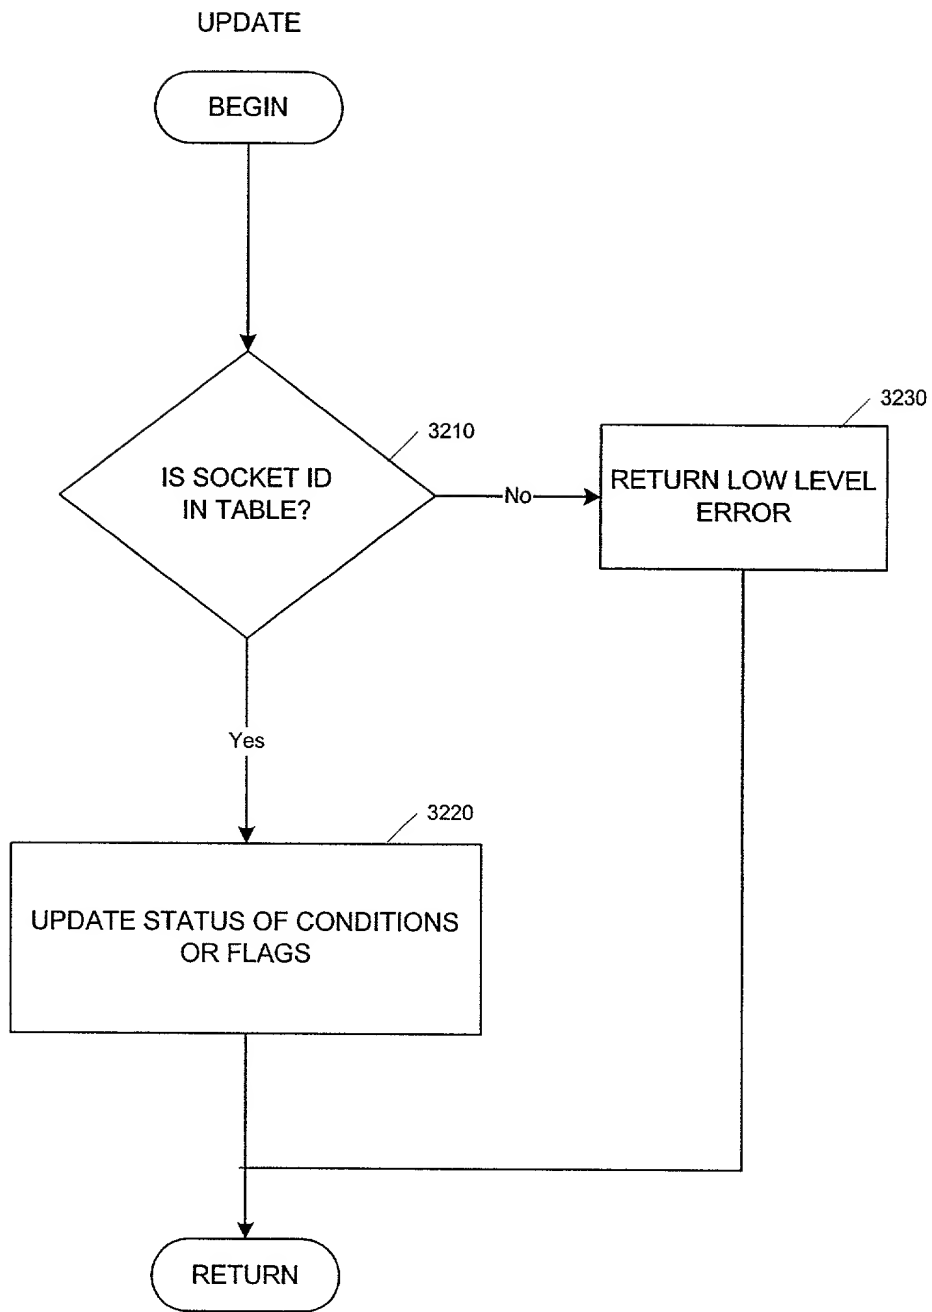 UPDATE
BEGIN
3210
IS SOCKET ID
IN TABLE?
No
3230
RETURN LOW LEVEL
ERROR
Yes
3220
UPDATE STATUS OF CONDITIONS
OR FLAGS
RETURN